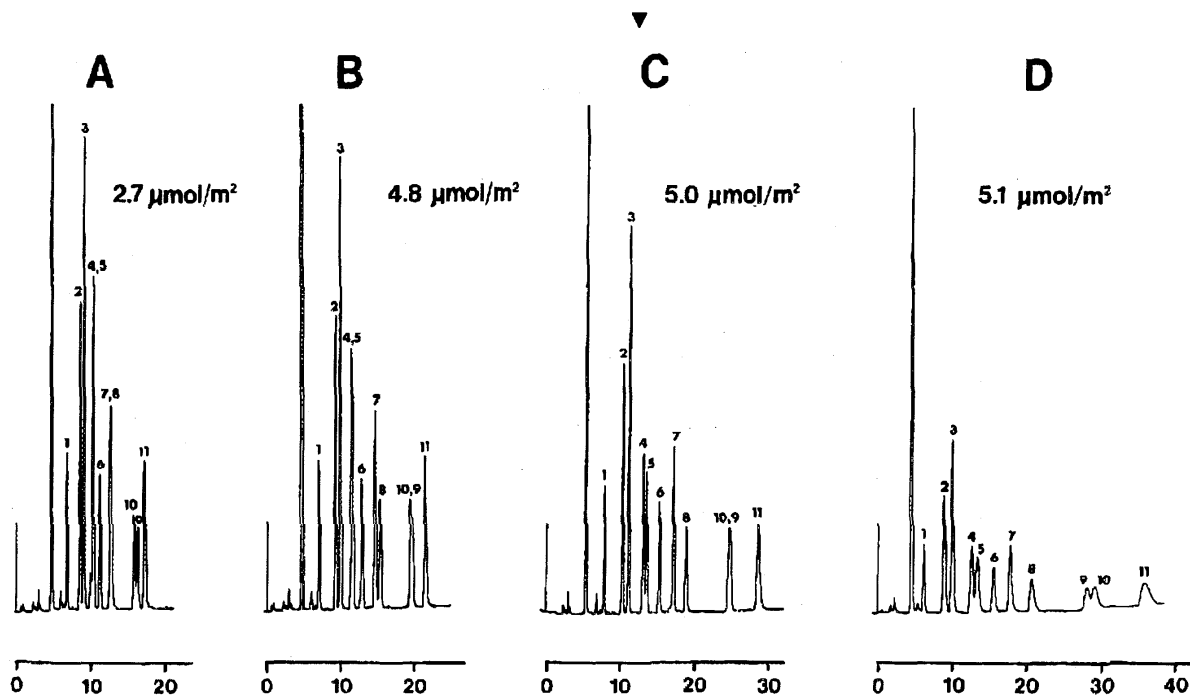 A B C D
2.7 µmol/m² 4.8 µmol/m² 5.0 µmol/m² 5.1 µmol/m²
1 2 3 4,5 6 7,8 10 9 11
1 2 3 4,5 6 7 8 10,9 11
1 2 3 4 5 6 7 8 10,9 11
1 2 3 4 5 6 7 8 9 10 11
0 10 20 0 10 20 0 10 20 30 0 10 20 30 40